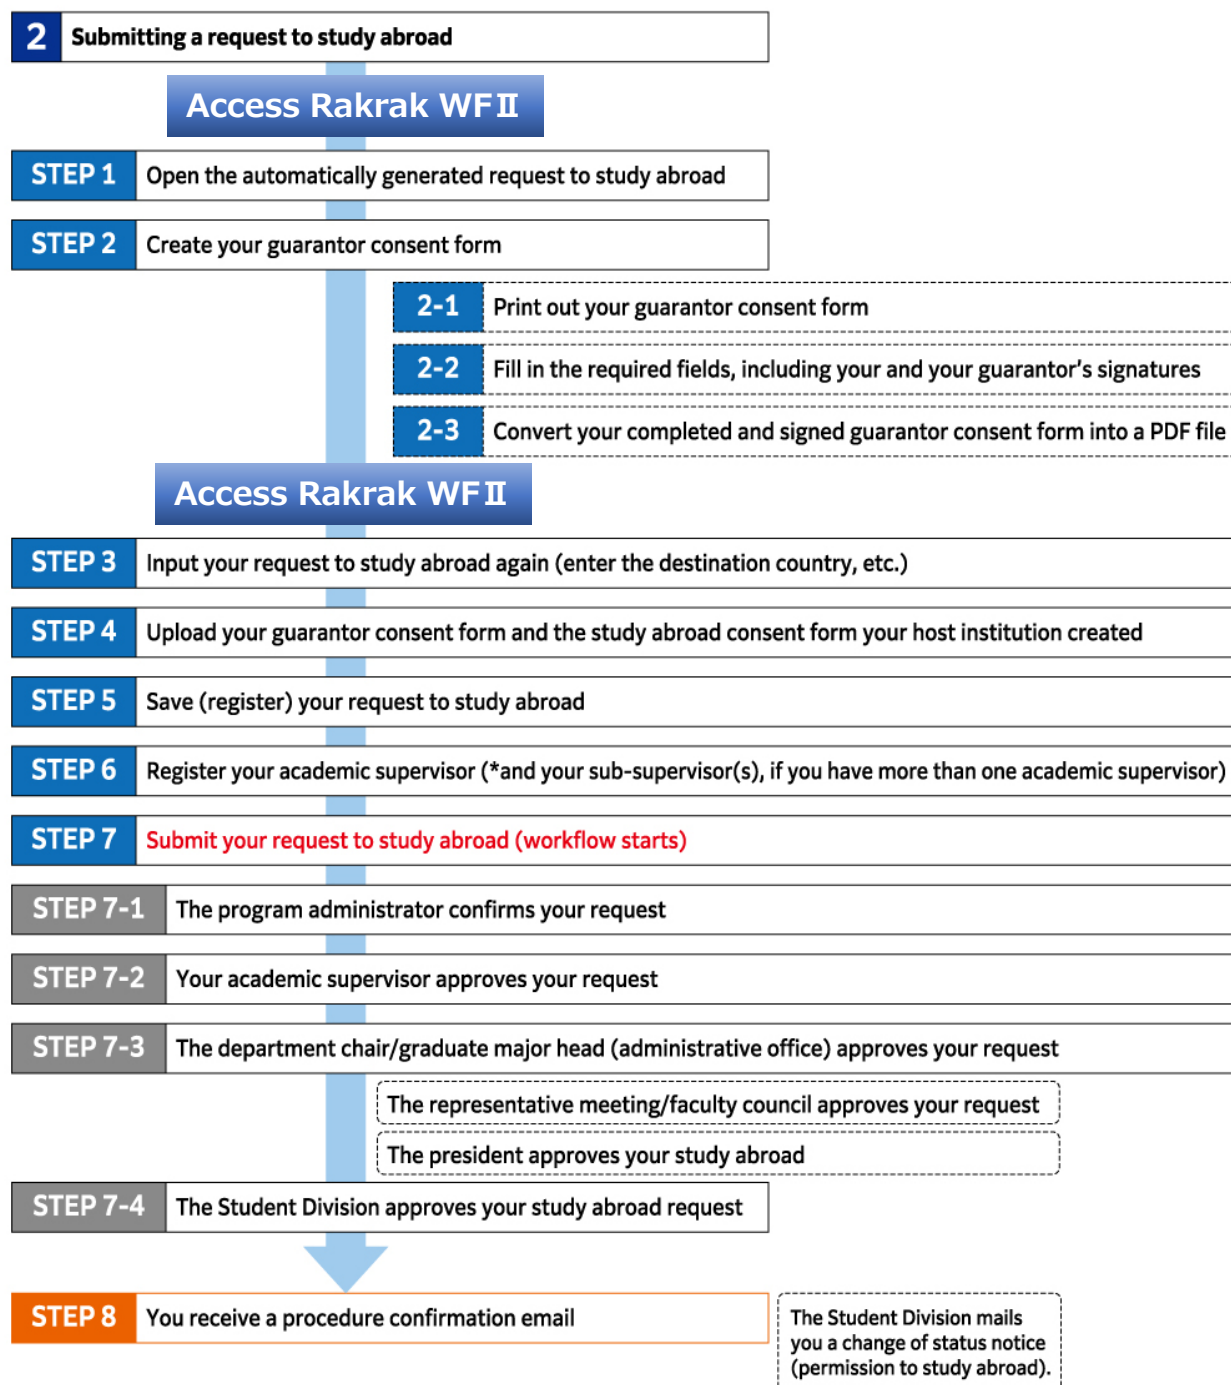 2 Submitting a request to study abroad
Access Rakrak WFⅡ
STEP 1 Open the automatically generated request to study abroad
STEP 2 Create your guarantor consent form
2-1 Print out your guarantor consent form
2-2 Fill in the required fields, including your and your guarantor's signatures
2-3 Convert your completed and signed guarantor consent form into a PDF file
Access Rakrak WFⅡ
STEP 3 Input your request to study abroad again (enter the destination country, etc.)
STEP 4 Upload your guarantor consent form and the study abroad consent form your host institution created
STEP 5 Save (register) your request to study abroad
STEP 6 Register your academic supervisor (*and your sub-supervisor(s), if you have more than one academic supervisor)
STEP 7 Submit your request to study abroad (workflow starts)
STEP 7-1 The program administrator confirms your request
STEP 7-2 Your academic supervisor approves your request
STEP 7-3 The department chair/graduate major head (administrative office) approves your request
The representative meeting/faculty council approves your request
The president approves your study abroad
STEP 7-4 The Student Division approves your study abroad request
STEP 8 You receive a procedure confirmation email
The Student Division mails
you a change of status notice
(permission to study abroad).